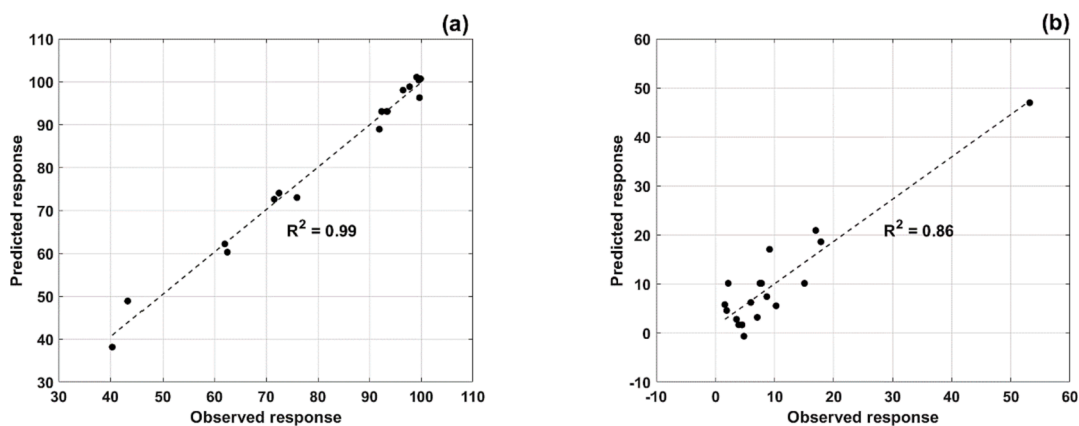 (a)
110
100
90
80
70
60
50
40
30
Predicted response
R² = 0.99
30 40 50 60 70 80 90 100 110
Observed response
(b)
60
50
40
30
20
10
0
-10
Predicted response
R² = 0.86
-10 0 10 20 30 40 50 60
Observed response